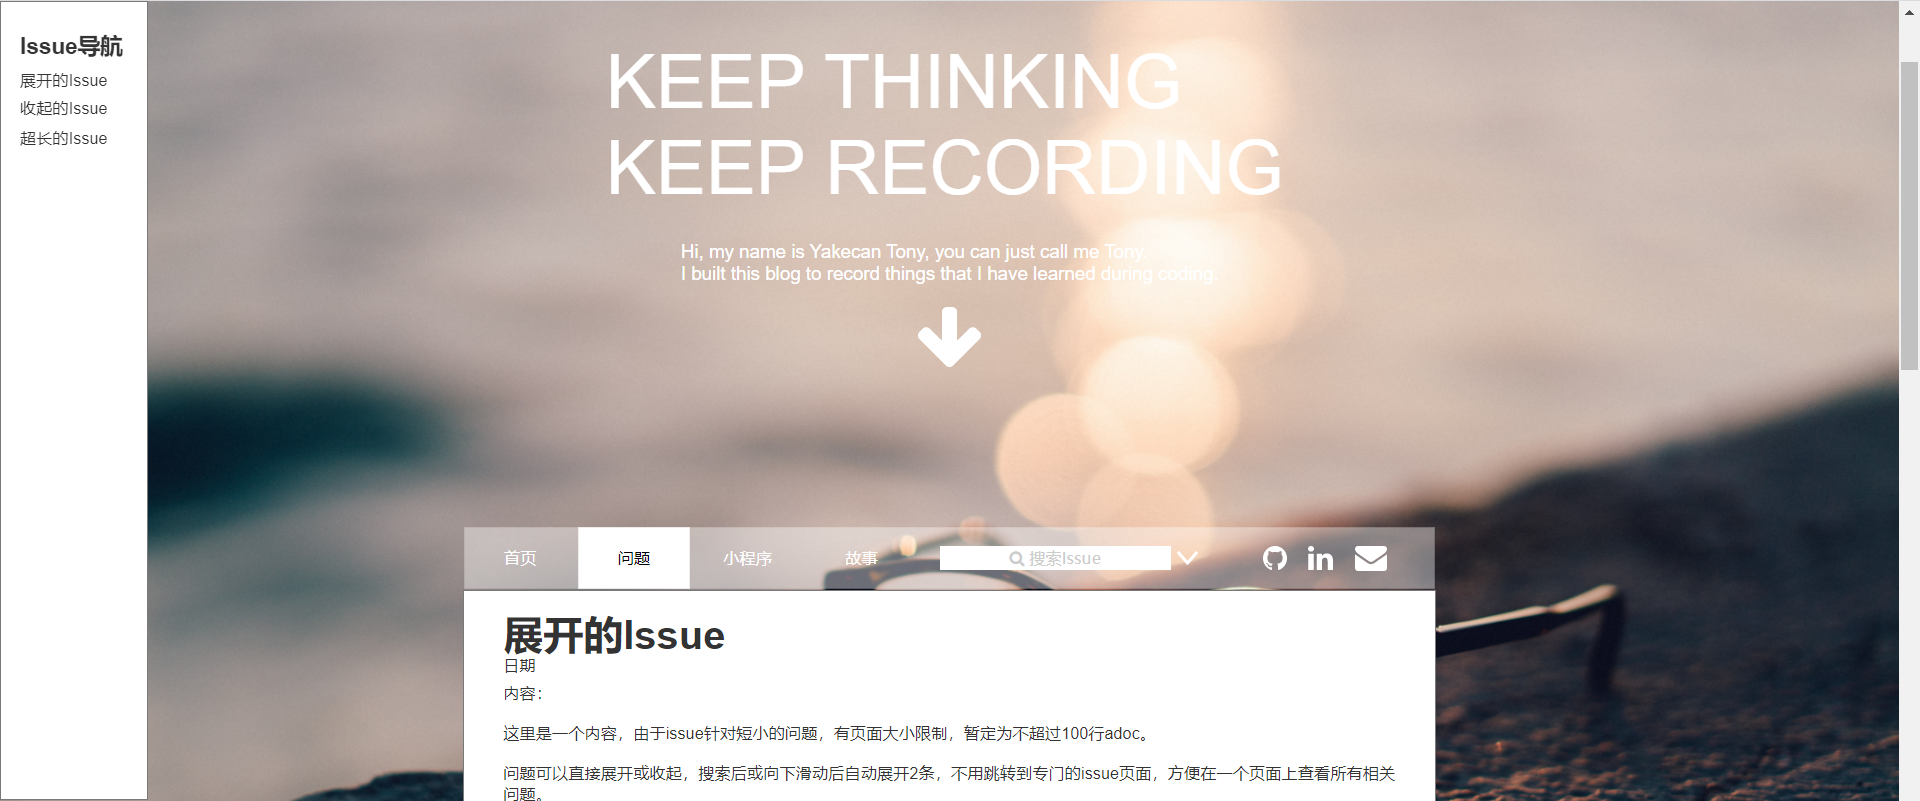 Issue导航
展开的Issue
收起的Issue
超长的Issue
KEEP THINKING
KEEP RECORDING
Hi, my name is Yakecan Tony, you can just call me Tony.
I built this blog to record things that I have learned during coding.
首页 问题 小程序 故事 搜索Issue
展开的Issue
日期
内容：
这里是一个内容，由于issue针对短小的问题，有页面大小限制，暂定为不超过100行adoc。
问题可以直接展开或收起，搜索后或向下滑动后自动展开2条，不用跳转到专门的issue页面，方便在一个页面上查看所有相关
问题。